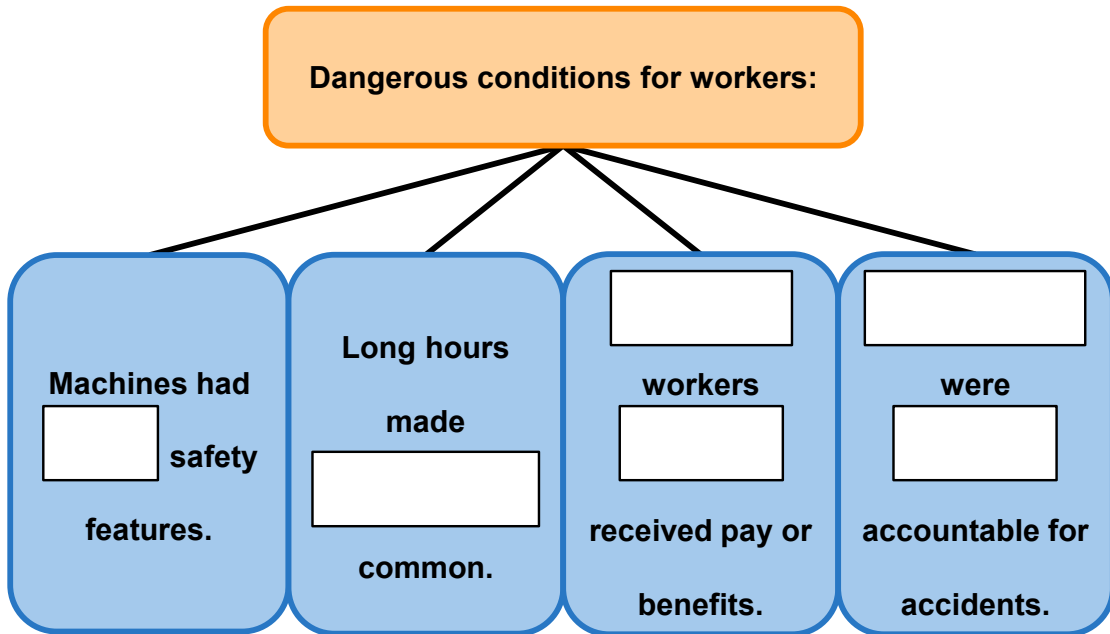 Dangerous conditions for workers:
Machines had
safety
features.
Long hours
made
common.
workers
received pay or
benefits.
were
accountable for
accidents.